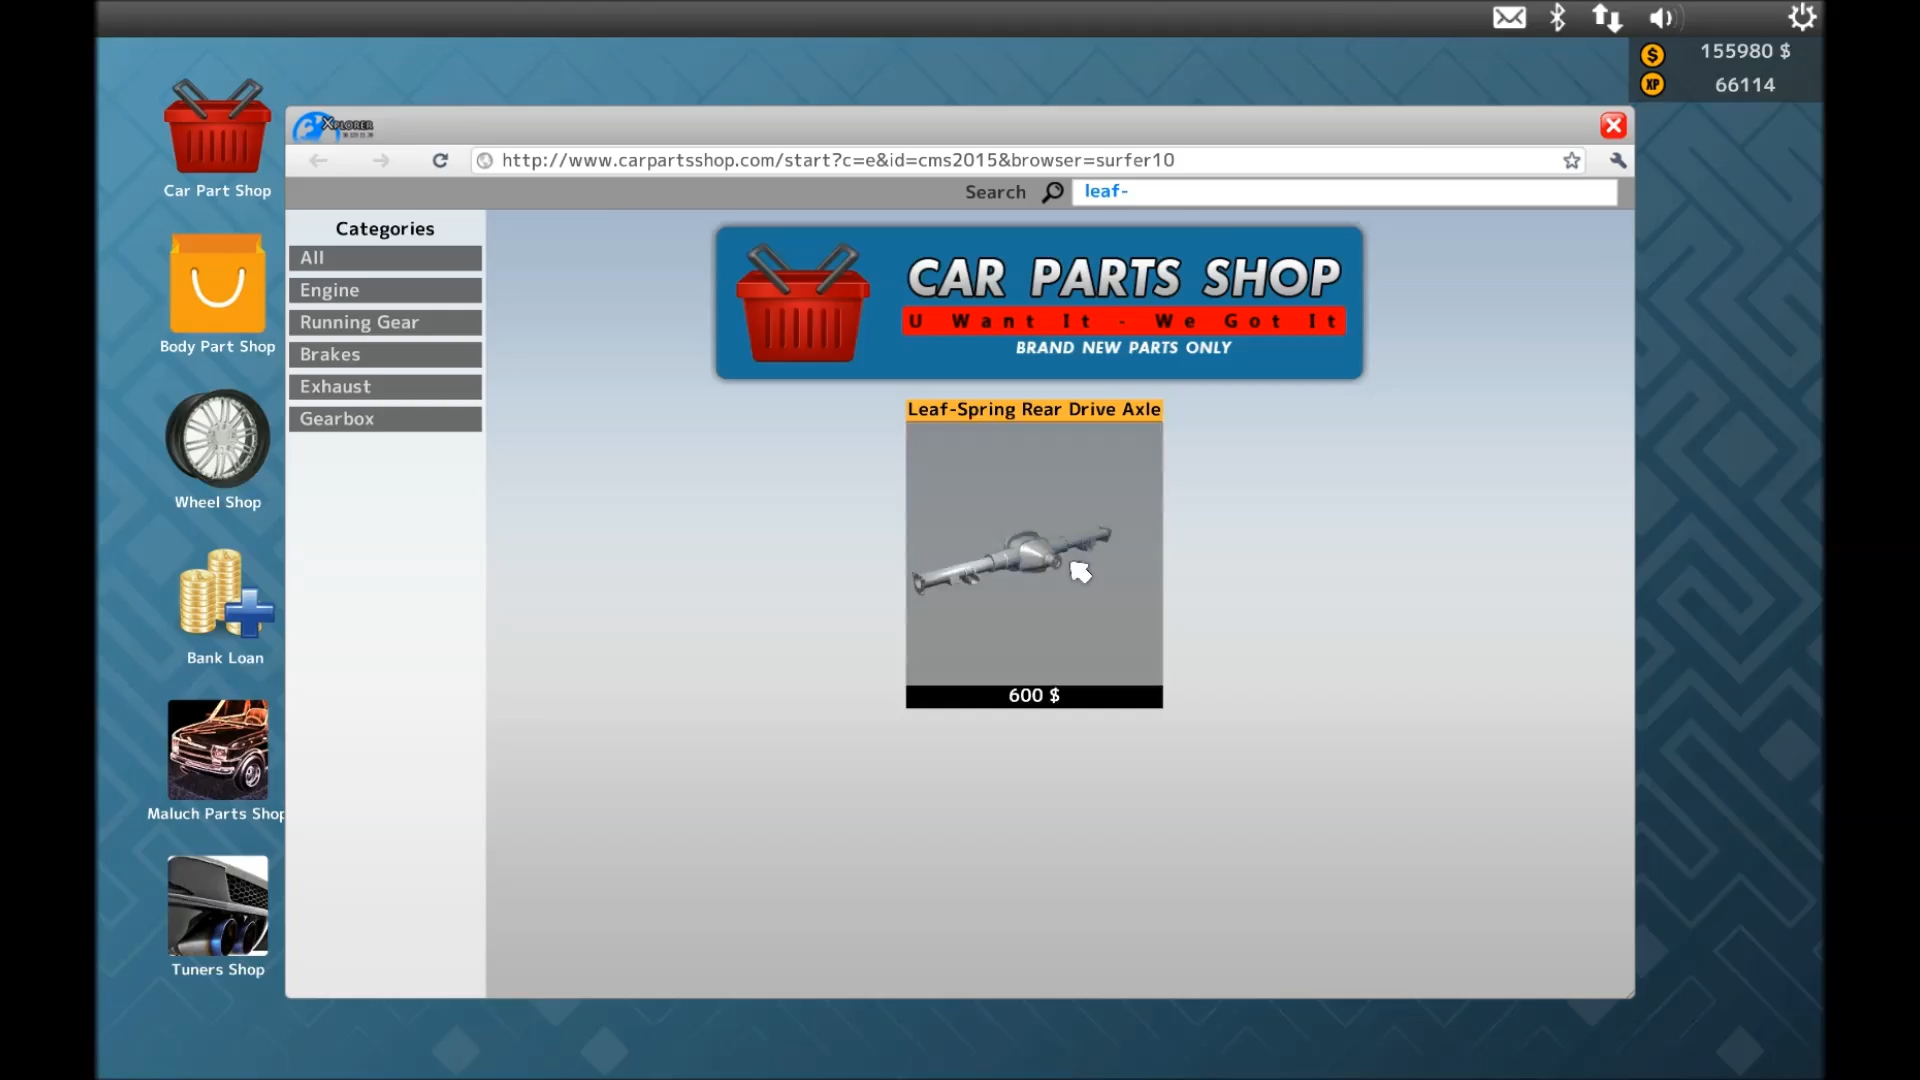 155980 $
XP 66114
XPLORER
http://www.carpartsshop.com/start?c=e&id=cms2015&browser=surfer10
Search leaf-
Categories
All
Engine
Running Gear
Brakes
Exhaust
Gearbox
CAR PARTS SHOP
U Want It - We Got It
BRAND NEW PARTS ONLY
Leaf-Spring Rear Drive Axle
600 $
Car Part Shop
Body Part Shop
Wheel Shop
Bank Loan
Maluch Parts Shop
Tuners Shop